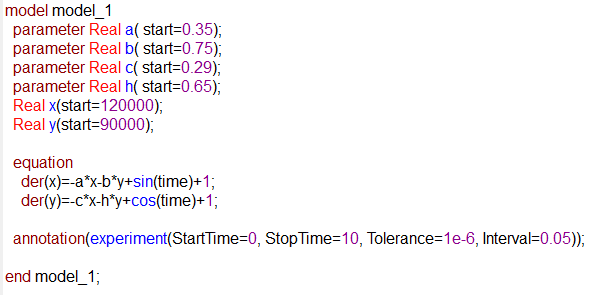 model model_1
parameter Real a( start=0.35);
parameter Real b( start=0.75);
parameter Real c( start=0.29);
parameter Real h( start=0.65);
Real x(start=120000);
Real y(start=90000);
equation
der(x)=-a*x-b*y+sin(time)+1;
der(y)=-c*x-h*y+cos(time)+1;
annotation(experiment(StartTime=0, StopTime=10, Tolerance=1e-6, Interval=0.05));
end model_1;